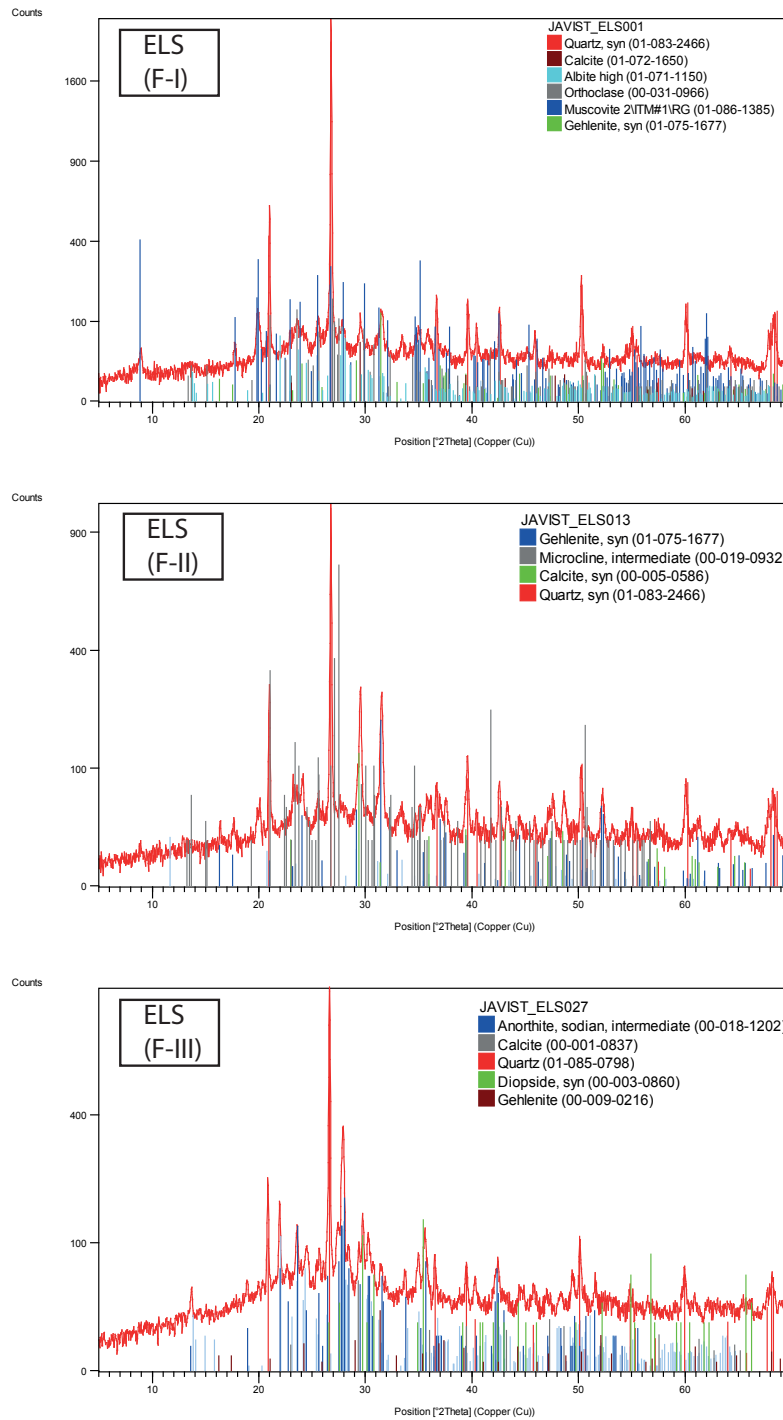 Counts
ELS
(F-I)
JAVIST_ELS001
Quartz, syn (01-083-2466)
Calcite (01-072-1650)
Albite high (01-071-1150)
Orthoclase (00-031-0966)
Muscovite 2\ITM#1\RG (01-086-1385)
Gehlenite, syn (01-075-1677)
1600
900
400
100
0
10 20 30 40 50 60
Position [°2Theta] (Copper (Cu))
ELS
(F-II)
JAVIST_ELS013
Gehlenite, syn (01-075-1677)
Microcline, intermediate (00-019-0932
Calcite, syn (00-005-0586)
Quartz, syn (01-083-2466)
Counts
900
400
100
0
10 20 30 40 50 60
Position [°2Theta] (Copper (Cu))
Counts
ELS
(F-III)
JAVIST_ELS027
Anorthite, sodian, intermediate (00-018-1202)
Calcite (00-001-0837)
Quartz (01-085-0798)
Diopside, syn (00-003-0860)
Gehlenite (00-009-0216)
400
100
0
10 20 30 40 50 60
Position [°2Theta] (Copper (Cu))